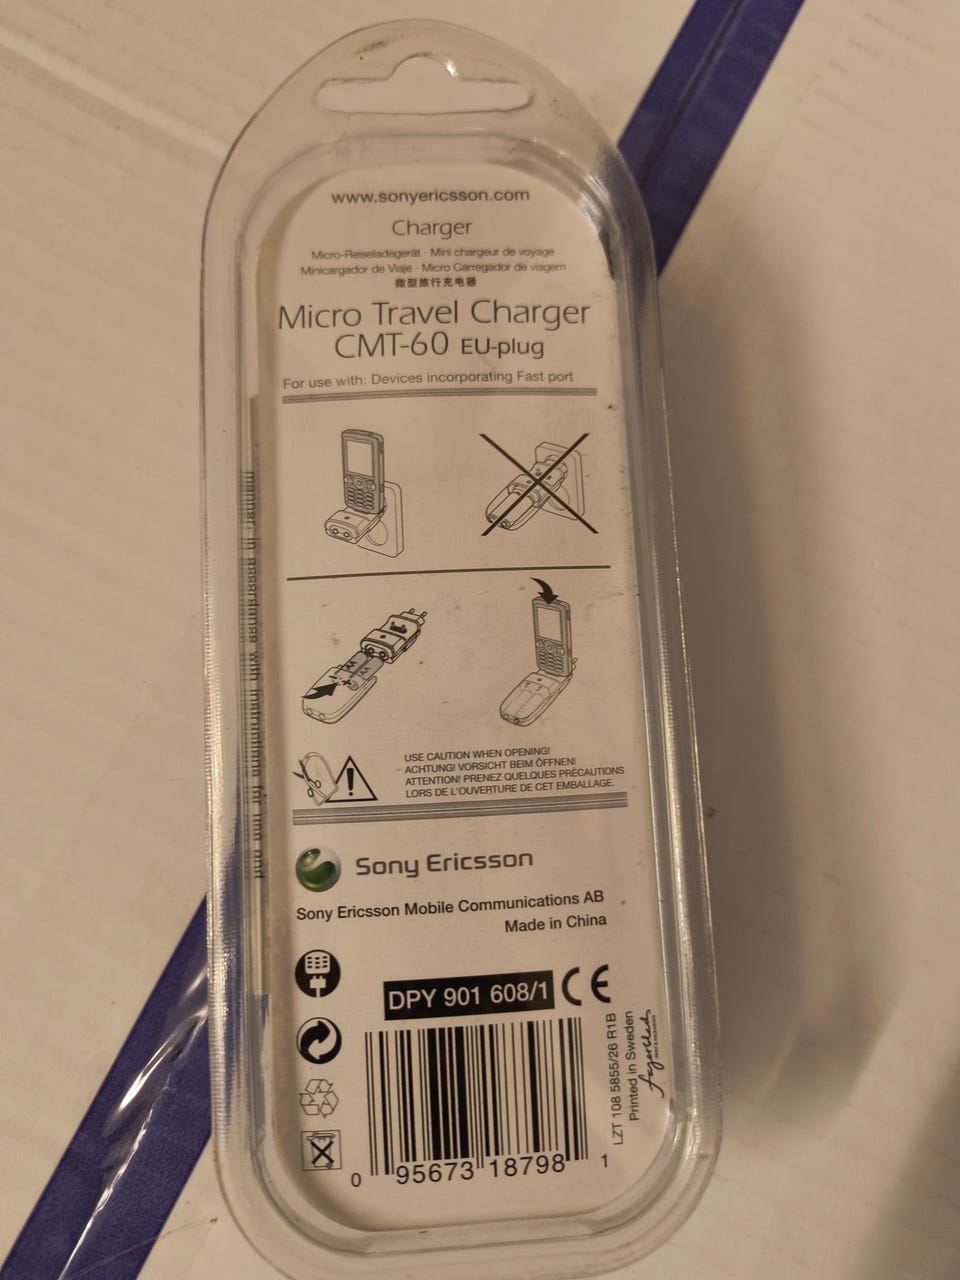 www.sonyericsson.com
Charger
Micro-Reiseladegerät · Mini chargeur de voyage
Minicargador de Viaje · Micro Carregador de viagem
微型旅行充电器
Micro Travel Charger
CMT-60 EU-plug
For use with: Devices incorporating Fast port
USE CAUTION WHEN OPENING!
ACHTUNG! VORSICHT BEIM ÖFFNEN!
ATTENTION! PRENEZ QUELQUES PRÉCAUTIONS
LORS DE L'OUVERTURE DE CET EMBALLAGE.
Sony Ericsson
Sony Ericsson Mobile Communications AB
Made in China
DPY 901 608/1 CE
0 95673 18798 1
LZT 108 5855/26 R1B
Printed in Sweden